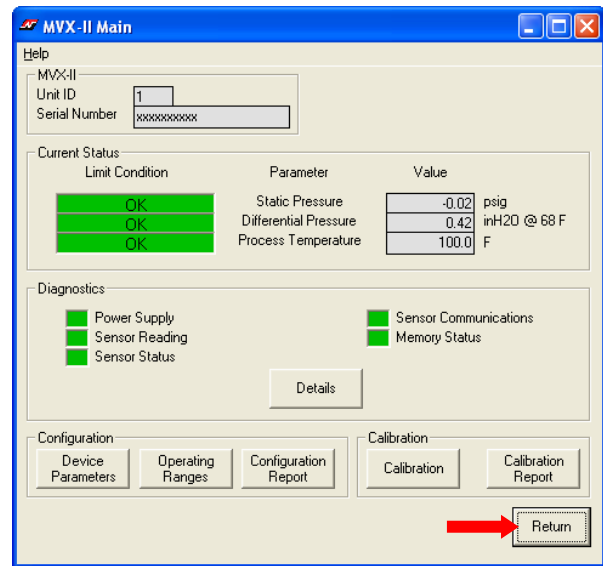 MVX-II Main
Help
MVX-II
Unit ID 1
Serial Number xxxxxxxxxx
Current Status
Limit Condition Parameter Value
OK Static Pressure -0.02 psig
OK Differential Pressure 0.42 inH2O @ 68 F
OK Process Temperature 100.0 F
Diagnostics
Power Supply Sensor Communications
Sensor Reading Memory Status
Sensor Status
Details
Configuration Calibration
Device Operating Configuration Calibration Calibration
Parameters Ranges Report Report
Return